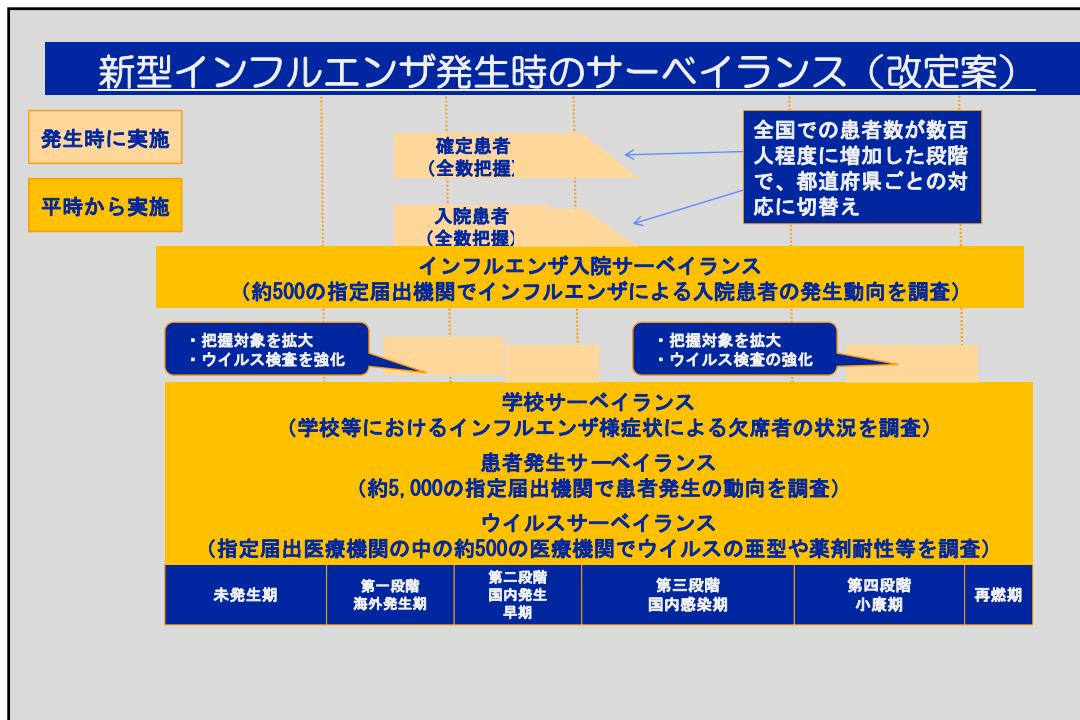 新型インフルエンザ発生時のサーベイランス（改定案）
発生時に実施
平時から実施
確定患者
（全数把握）
入院患者
（全数把握）
全国での患者数が数百
人程度に増加した段階
で、都道府県ごとの対
応に切替え
インフルエンザ入院サーベイランス
（約500の指定届出機関でインフルエンザによる入院患者の発生動向を調査）
・把握対象を拡大
・ウイルス検査を強化
・把握対象を拡大
・ウイルス検査の強化
学校サーベイランス
（学校等におけるインフルエンザ様症状による欠席者の状況を調査）
患者発生サーベイランス
（約5,000の指定届出機関で患者発生の動向を調査）
ウイルスサーベイランス
（指定届出医療機関の中の約500の医療機関でウイルスの亜型や薬剤耐性等を調査）
未発生期
第一段階
海外発生期
第二段階
国内発生
早期
第三段階
国内感染期
第四段階
小康期
再燃期